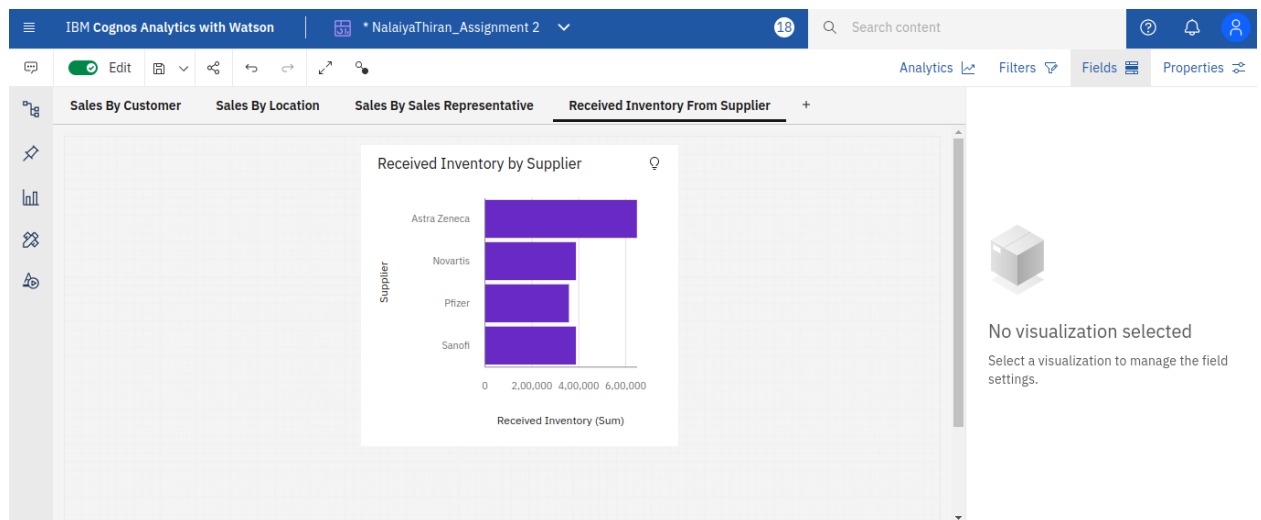 IBM Cognos Analytics with Watson
* NalaiyaThiran_Assignment 2
18
Search content
Edit
Analytics
Filters
Fields
Properties
Sales By Customer
Sales By Location
Sales By Sales Representative
Received Inventory From Supplier
+
Received Inventory by Supplier
Supplier
Astra Zeneca
Novartis
Pfizer
Sanofi
0 2,00,000 4,00,000 6,00,000
Received Inventory (Sum)
No visualization selected
Select a visualization to manage the field
settings.